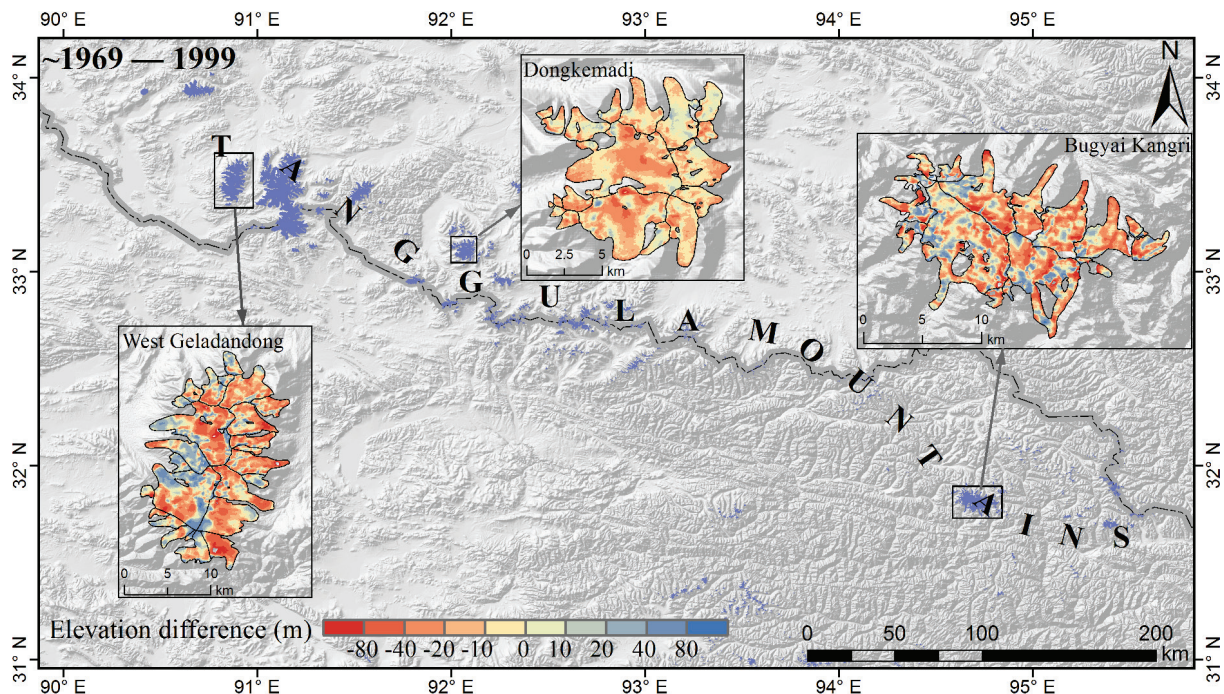 90° E 91° E 92° E 93° E 94° E 95° E
~1969 — 1999
N
34° N
34° N
Dongkemadi
0 2.5 5
km
Bugyai Kangri
0 5 10
km
TANGGULA MOUNTAINS
33° N
33° N
West Geladandong
0 5 10
km
32° N
32° N
Elevation difference (m)
-80 -40 -20 -10 0 10 20 40 80
0 50 100 200
km
31° N
31° N
90° E 91° E 92° E 93° E 94° E 95° E